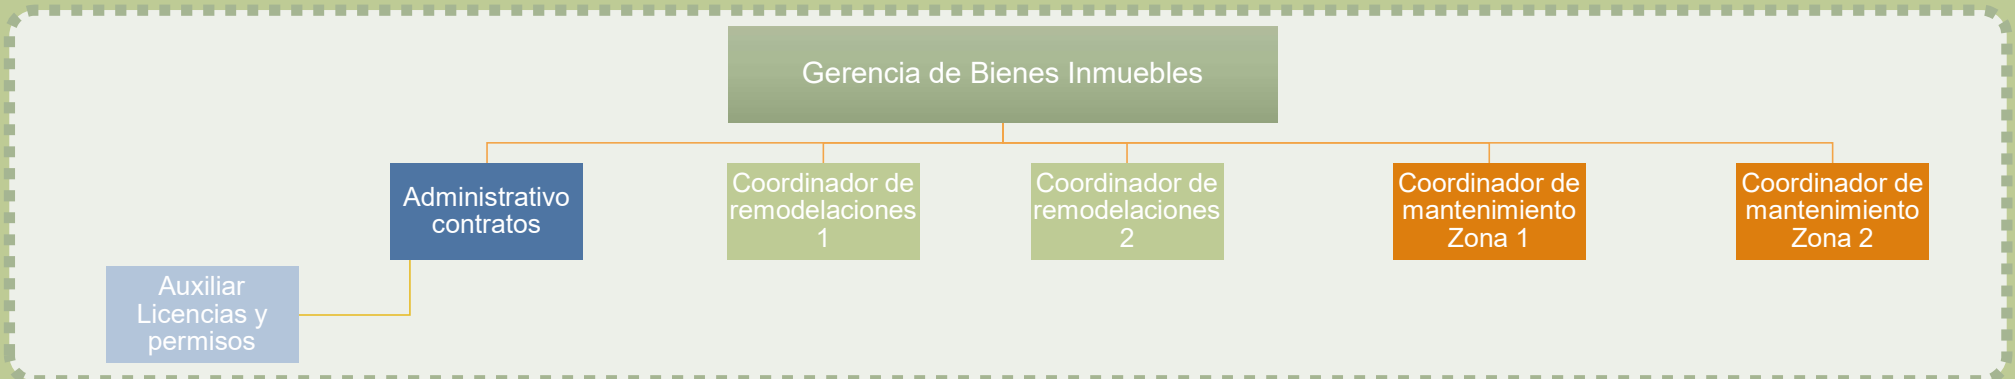 Gerencia de Bienes Inmuebles
Administrativo
contratos
Coordinador de
remodelaciones
1
Coordinador de
remodelaciones
2
Coordinador de
mantenimiento
Zona 1
Coordinador de
mantenimiento
Zona 2
Auxiliar
Licencias y
permisos